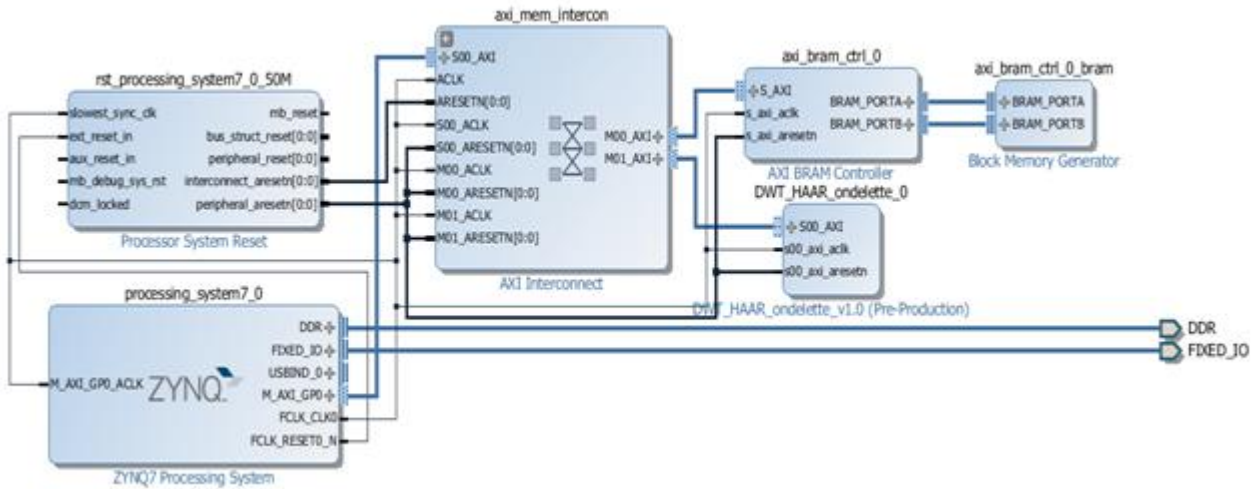 axi_mem_intercon
S00_AXI
ACLK
ARESETN[0:0]
S00_ACLK
S00_ARESETN[0:0]
M00_ACLK
M00_ARESETN[0:0]
M01_ACLK
M01_ARESETN[0:0]
M00_AXI
M01_AXI
AXI Interconnect
rst_processing_system7_0_50M
slowest_sync_clk
ext_reset_in
aux_reset_in
mb_debug_sys_rst
dcm_locked
mb_reset
bus_struct_reset[0:0]
peripheral_reset[0:0]
interconnect_aresetn[0:0]
peripheral_aresetn[0:0]
Processor System Reset
axi_bram_ctrl_0
S_AXI
s_axi_aclk
s_axi_aresetn
BRAM_PORTA
BRAM_PORTB
AXI BRAM Controller
axi_bram_ctrl_0_bram
BRAM_PORTA
BRAM_PORTB
Block Memory Generator
DWT_HAAR_ondelette_0
S00_AXI
s00_axi_aclk
s00_axi_aresetn
DWT_HAAR_ondelette_v1.0 (Pre-Production)
processing_system7_0
M_AXI_GP0_ACLK
ZYNQ
DDR
FIXED_IO
USBIND_0
M_AXI_GP0
FCLK_CLK0
FCLK_RESET0_N
ZYNQ7 Processing System
DDR
FIXED_IO